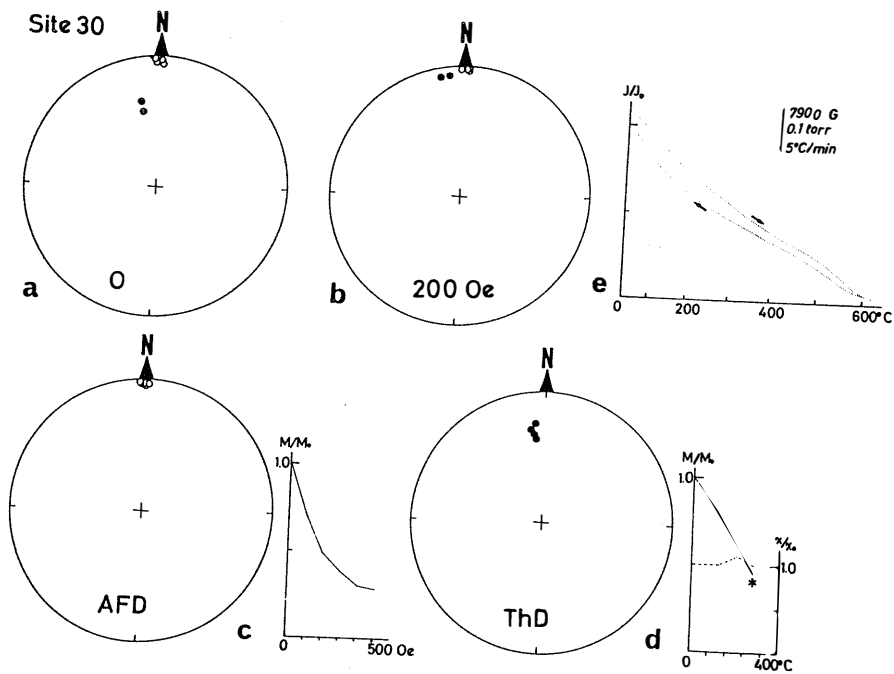 Site 30
N
O
a
N
200 Oe
b
J/J₀
7900 G
0.1 torr
5°C/min
200
400
600°C
e
N
AFD
M/M₀
1.0
0
500 Oe
c
N
ThD
M/M₀
1.0
ϰ/ϰ₀
1.0
*
0
400°C
d